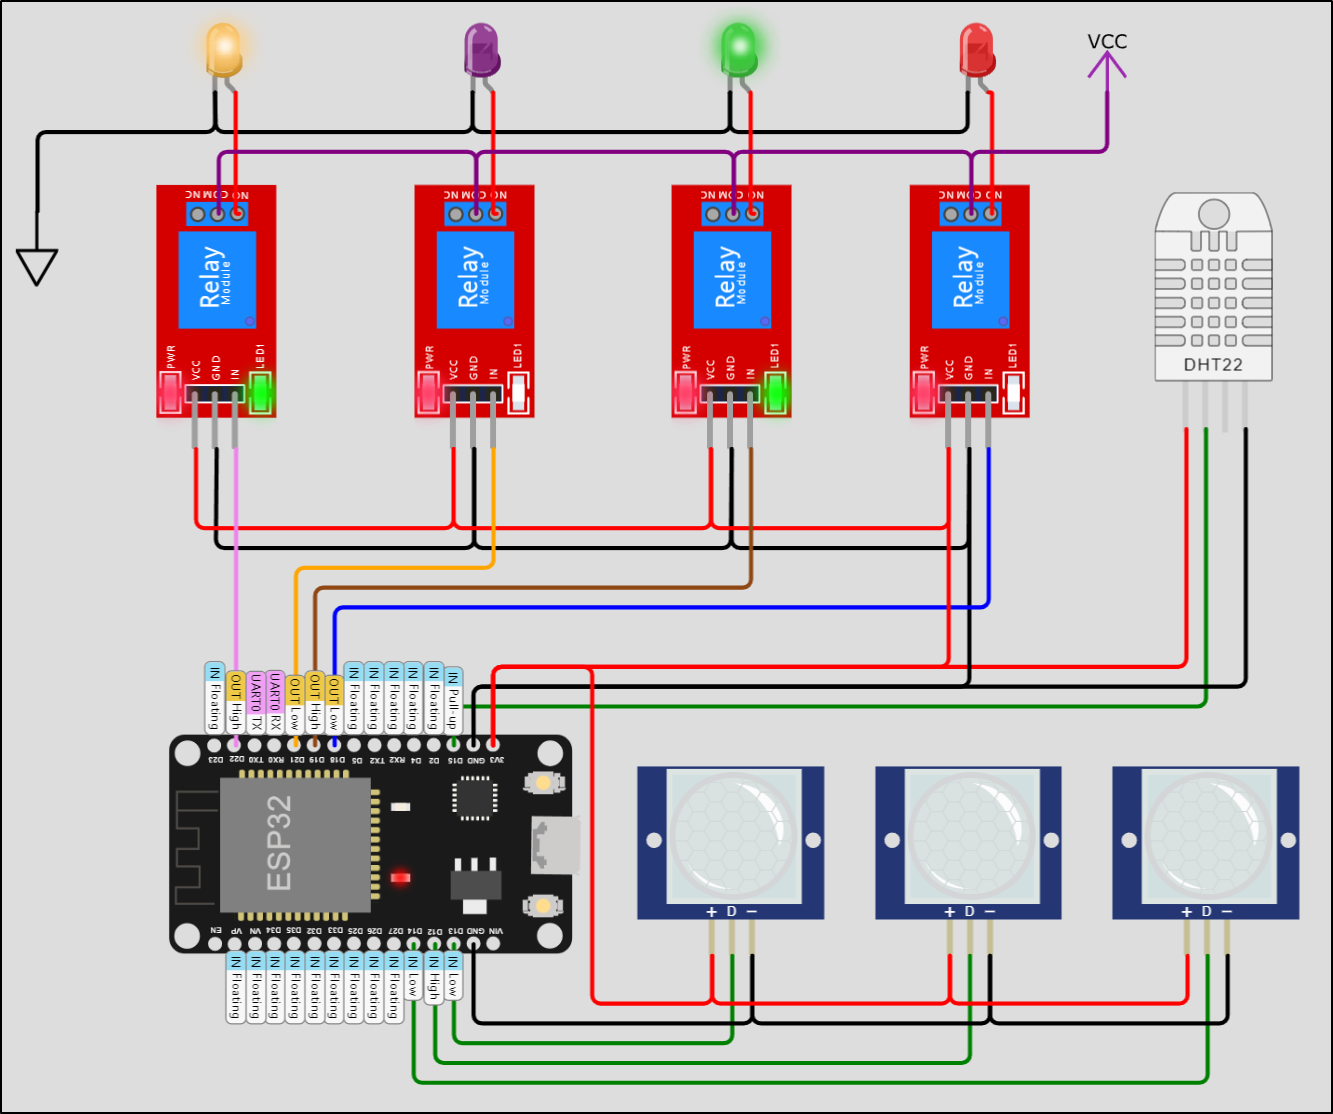 VCC
NO COM NC
NO COM NC
NO COM NC
NO COM NC
Relay
Module
Relay
Module
Relay
Module
Relay
Module
PWR VCC GND IN LED1
PWR VCC GND IN LED1
PWR VCC GND IN LED1
PWR VCC GND IN LED1
DHT22
IN Floating
OUT High
UART0 TX
UART0 RX
OUT Low
OUT High
OUT Low
IN Floating
IN Floating
IN Floating
IN Floating
IN Floating
IN Pull-up
D23 D22 TX0 RX0 D21 D19 D18 D5 TX2 RX2 D4 D2 D15 GND 3V3
ESP32
+ D −
+ D −
+ D −
EN VP VN D34 D35 D32 D33 D25 D26 D27 D14 D12 D13 GND VIN
IN Floating
IN Floating
IN Floating
IN Floating
IN Floating
IN Floating
IN Floating
IN Floating
IN Floating
IN Low
IN High
IN Low